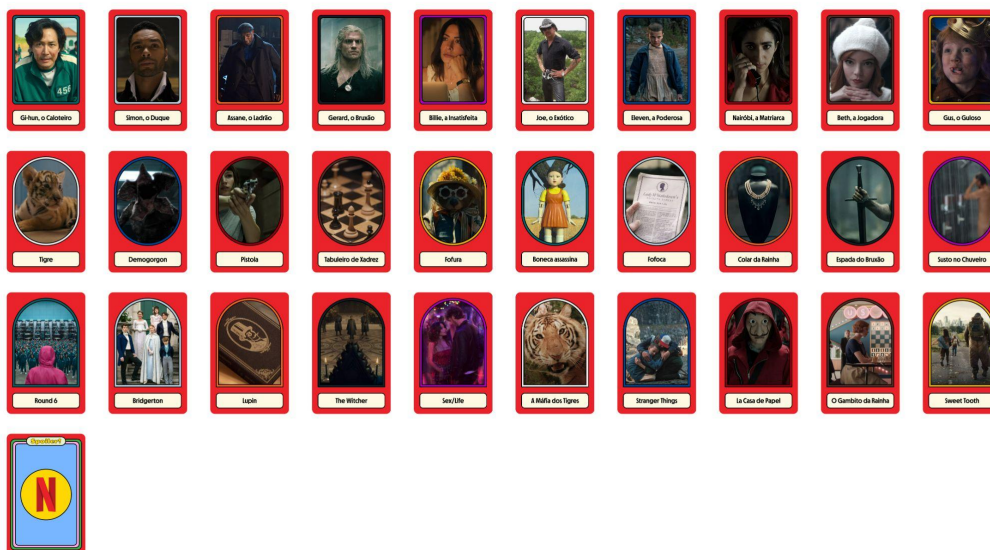 456
Gi-hun, o Caloteiro
Simon, o Duque
Assane, o Ladrão
Gerard, o Bruxão
Billie, a Insatisfeita
Joe, o Exótico
Eleven, a Poderosa
Nairóbi, a Matriarca
Beth, a Jogadora
Gus, o Guloso
Tigre
Demogorgon
Pistola
Tabuleiro de Xadrez
Fofura
Boneca assassina
Fofoca
Colar da Rainha
Espada do Bruxão
Susto no Chuveiro
Round 6
Bridgerton
Lupin
The Witcher
Sex/Life
A Máfia dos Tigres
Stranger Things
La Casa de Papel
O Gambito da Rainha
Sweet Tooth
Spoiler!
N